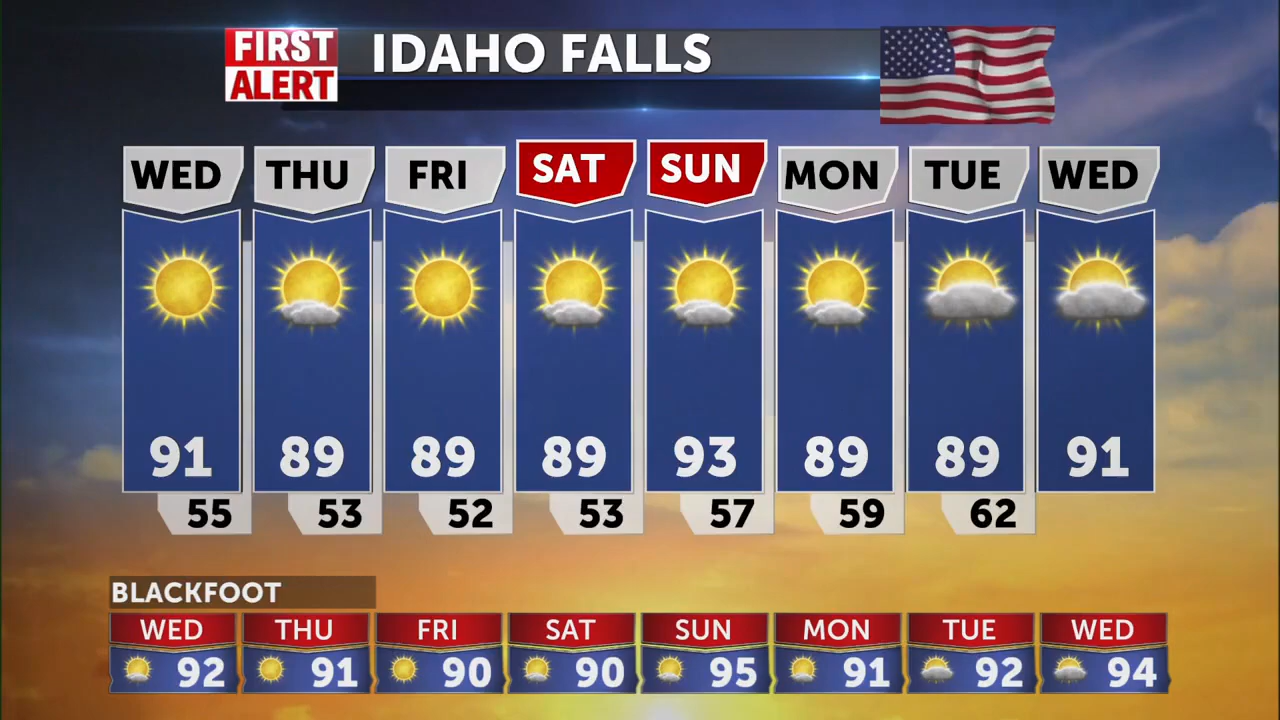 FIRST
ALERT
IDAHO FALLS
WED THU FRI SAT SUN MON TUE WED
91 89 89 89 93 89 89 91
55 53 52 53 57 59 62
BLACKFOOT
WED THU FRI SAT SUN MON TUE WED
92 91 90 90 95 91 92 94